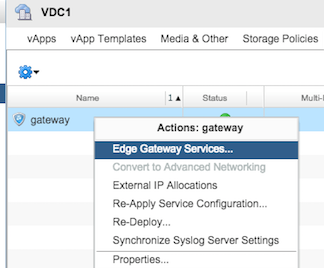 VDC1
vApps vApp Templates Media & Other Storage Policies
Name 1 Status Multi-
gateway
Actions: gateway
Edge Gateway Services...
Convert to Advanced Networking
External IP Allocations
Re-Apply Service Configuration...
Re-Deploy...
Synchronize Syslog Server Settings
Properties...